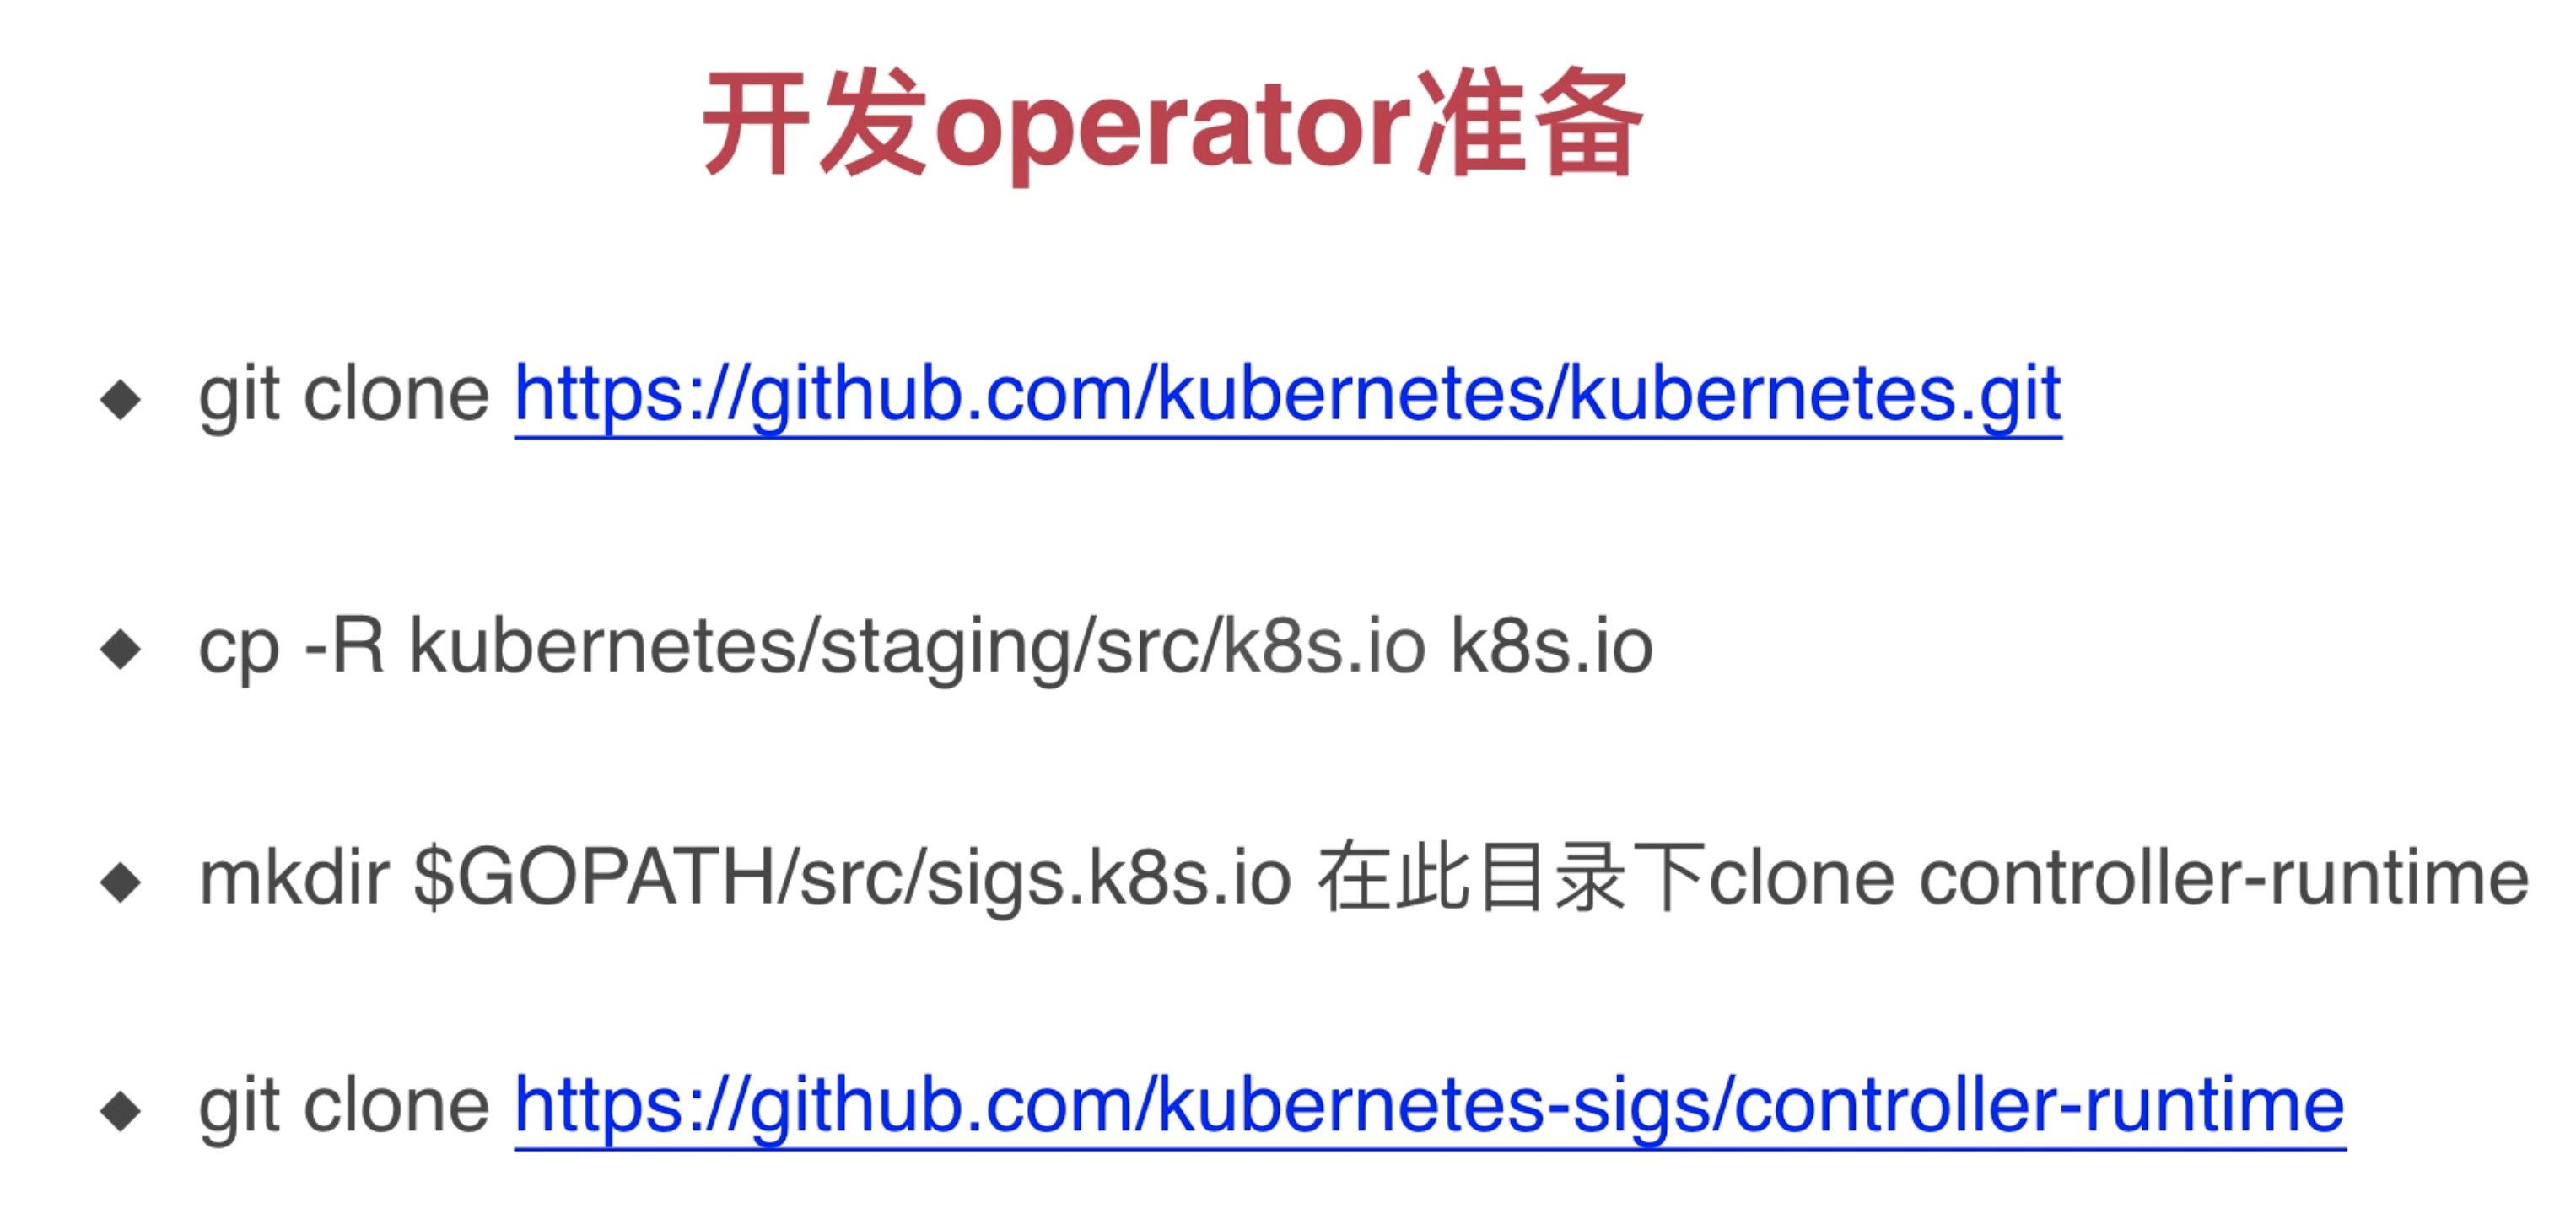 开发operator准备
◆ git clone https://github.com/kubernetes/kubernetes.git
◆ cp -R kubernetes/staging/src/k8s.io k8s.io
◆ mkdir $GOPATH/src/sigs.k8s.io 在此目录下clone controller-runtime
◆ git clone https://github.com/kubernetes-sigs/controller-runtime